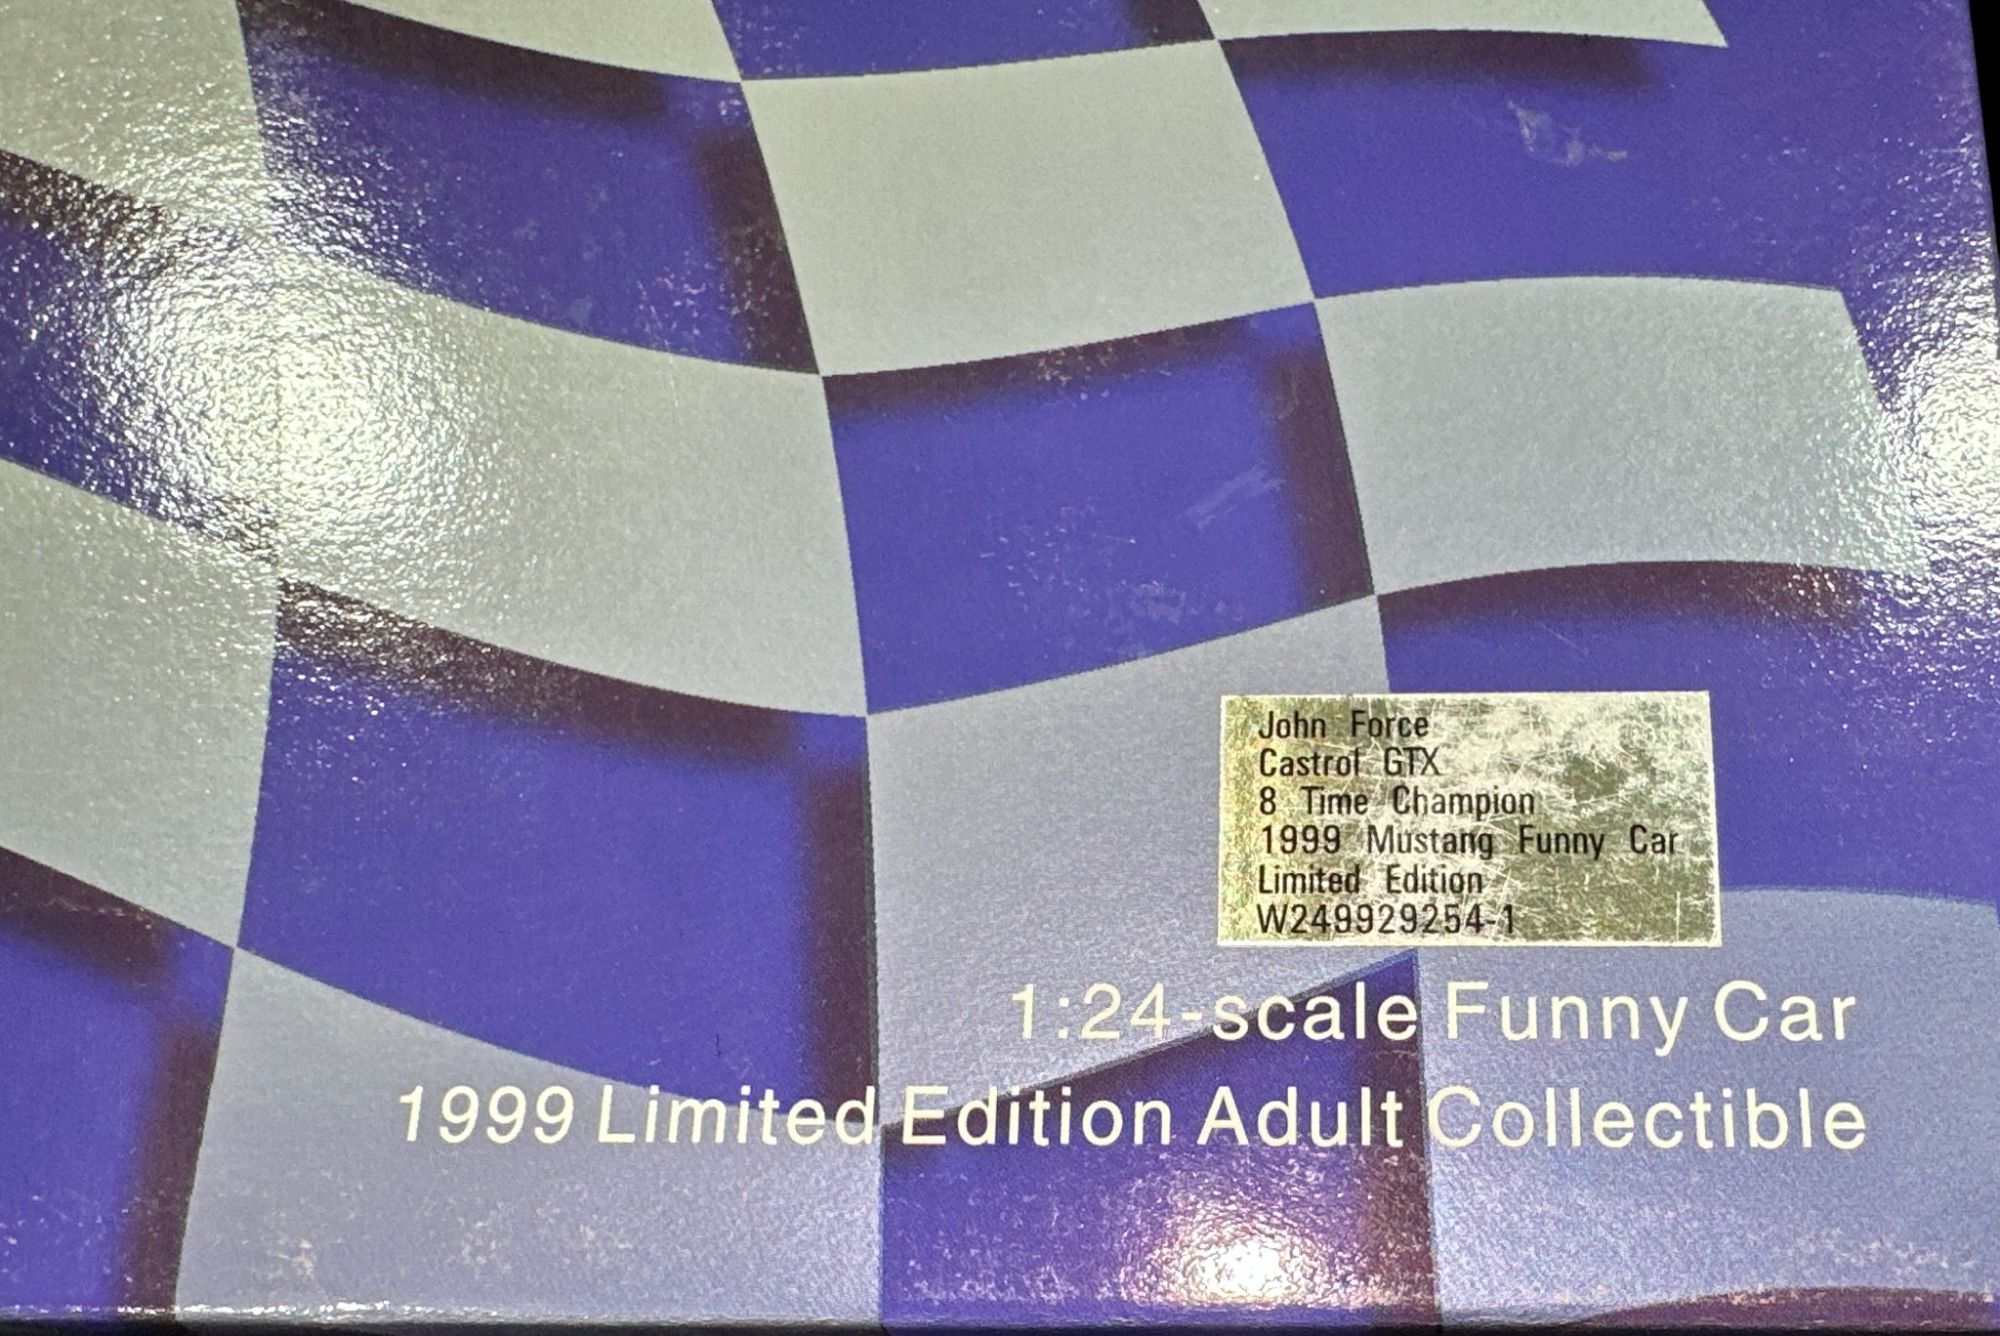 John Force
Castrol GTX
8 Time Champion
1999 Mustang Funny Car
Limited Edition
W249929254-1
1:24-scale Funny Car
1999 Limited Edition Adult Collectible